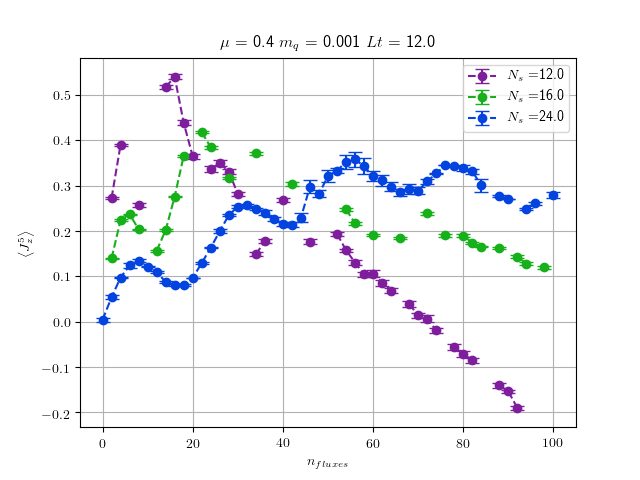 μ = 0.4 m_q = 0.001 Lt = 12.0
N_s =12.0
N_s =16.0
N_s =24.0
⟨J_z^5⟩
0.5
0.4
0.3
0.2
0.1
0.0
−0.1
−0.2
0 20 40 60 80 100
n_fluxes